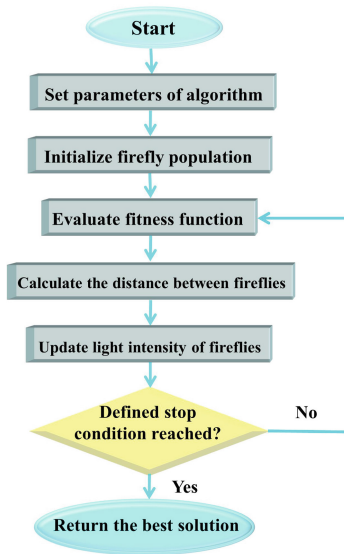 Start
Set parameters of algorithm
Initialize firefly population
Evaluate fitness function
Calculate the distance between fireflies
Update light intensity of fireflies
Defined stop
condition reached?
No
Yes
Return the best solution